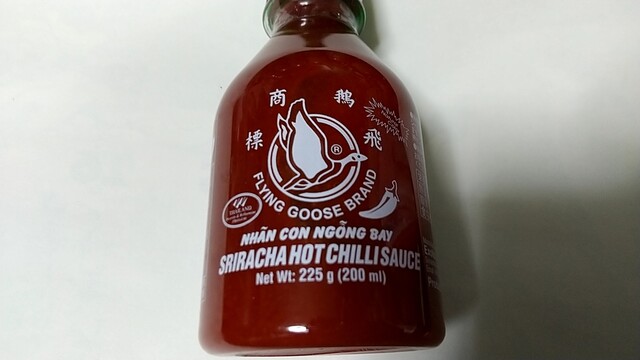 標 商 鵝 飛
®
FLYING GOOSE BRAND
THAILAND
NHÃN CON NGỖNG BAY
SRIRACHA HOT CHILLI SAUCE
Net Wt: 225 g (200 ml)